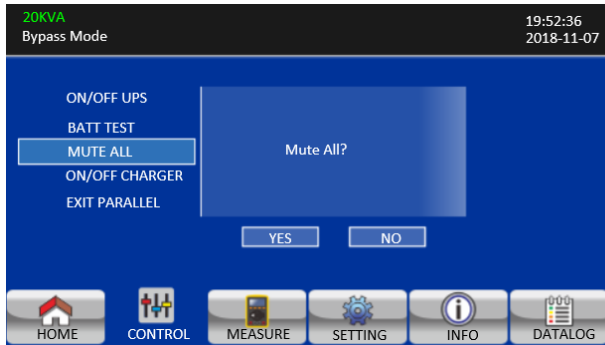 20KVA
Bypass Mode
19:52:36
2018-11-07
ON/OFF UPS
BATT TEST
MUTE ALL
ON/OFF CHARGER
EXIT PARALLEL
Mute All?
YES NO
HOME CONTROL MEASURE SETTING INFO DATALOG